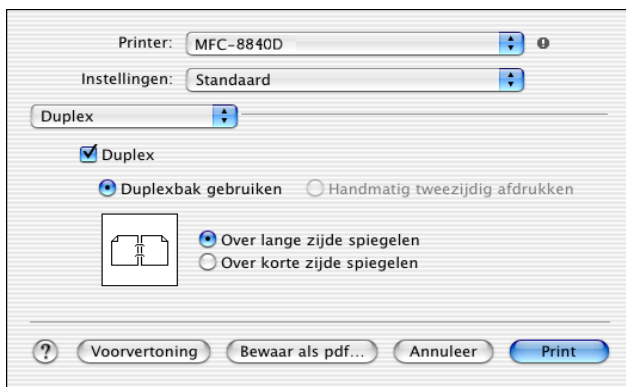 Printer: MFC-8840D
Instellingen: Standaard
Duplex
Duplex
Duplexbak gebruiken Handmatig tweezijdig afdrukken
Over lange zijde spiegelen
Over korte zijde spiegelen
? Voorvertoning Bewaar als pdf... Annuleer Print